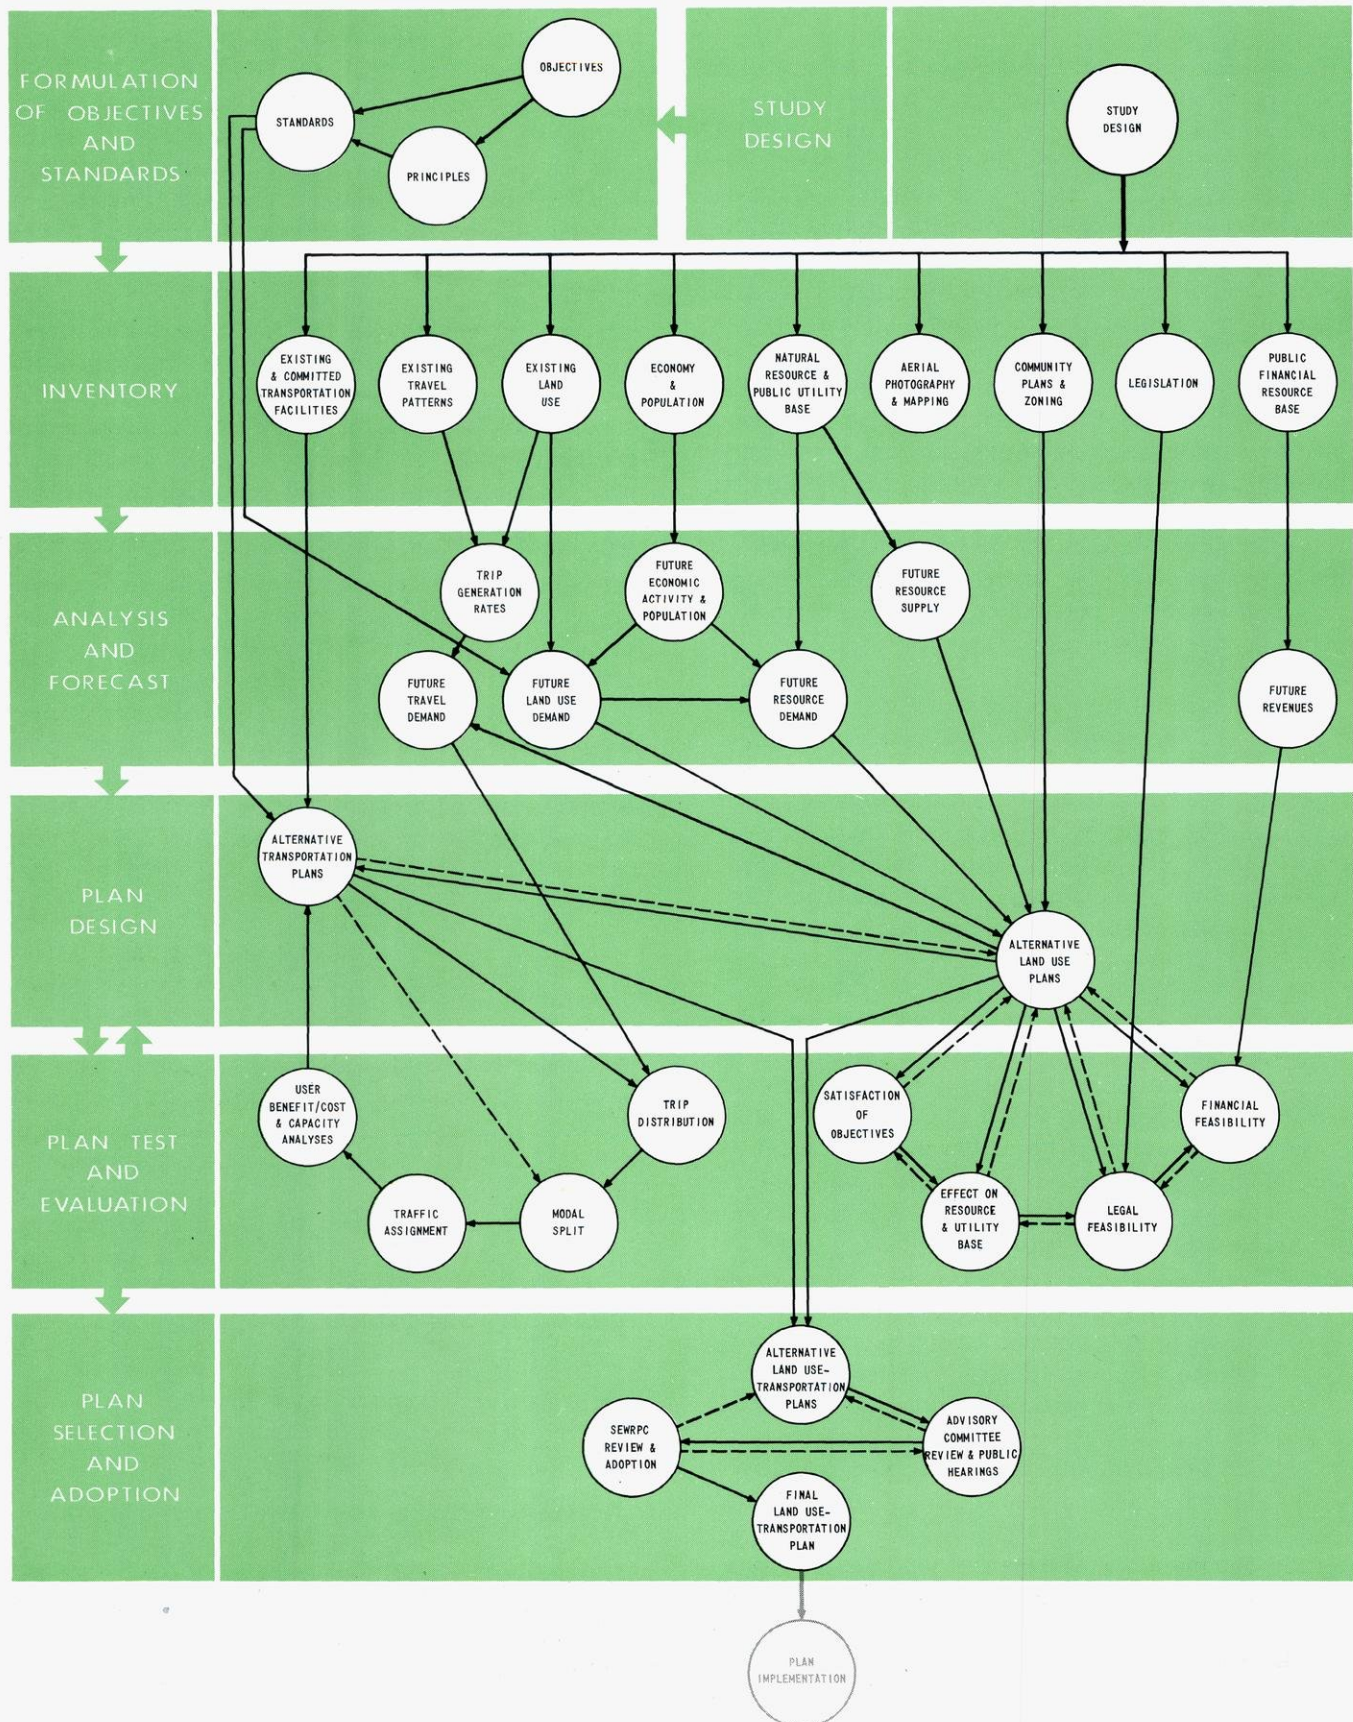 FORMULATION
OF OBJECTIVES
AND
STANDARDS
OBJECTIVES
STANDARDS
PRINCIPLES
STUDY
DESIGN
STUDY
DESIGN
INVENTORY
EXISTING
& COMMITTED
TRANSPORTATION
FACILITIES
EXISTING
TRAVEL
PATTERNS
EXISTING
LAND
USE
ECONOMY
&
POPULATION
NATURAL
RESOURCE &
PUBLIC UTILITY
BASE
AERIAL
PHOTOGRAPHY
& MAPPING
COMMUNITY
PLANS &
ZONING
LEGISLATION
PUBLIC
FINANCIAL
RESOURCE
BASE
ANALYSIS
AND
FORECAST
TRIP
GENERATION
RATES
FUTURE
ECONOMIC
ACTIVITY &
POPULATION
FUTURE
RESOURCE
SUPPLY
FUTURE
TRAVEL
DEMAND
FUTURE
LAND USE
DEMAND
FUTURE
RESOURCE
DEMAND
FUTURE
REVENUES
PLAN
DESIGN
ALTERNATIVE
TRANSPORTATION
PLANS
ALTERNATIVE
LAND USE
PLANS
PLAN TEST
AND
EVALUATION
USER
BENEFIT/COST
& CAPACITY
ANALYSES
TRIP
DISTRIBUTION
SATISFACTION
OF
OBJECTIVES
FINANCIAL
FEASIBILITY
TRAFFIC
ASSIGNMENT
MODAL
SPLIT
EFFECT ON
RESOURCE
& UTILITY
BASE
LEGAL
FEASIBILITY
PLAN
SELECTION
AND
ADOPTION
ALTERNATIVE
LAND USE-
TRANSPORTATION
PLANS
SEWRPC
REVIEW &
ADOPTION
ADVISORY
COMMITTEE
REVIEW & PUBLIC
HEARINGS
FINAL
LAND USE-
TRANSPORTATION
PLAN
PLAN
IMPLEMENTATION